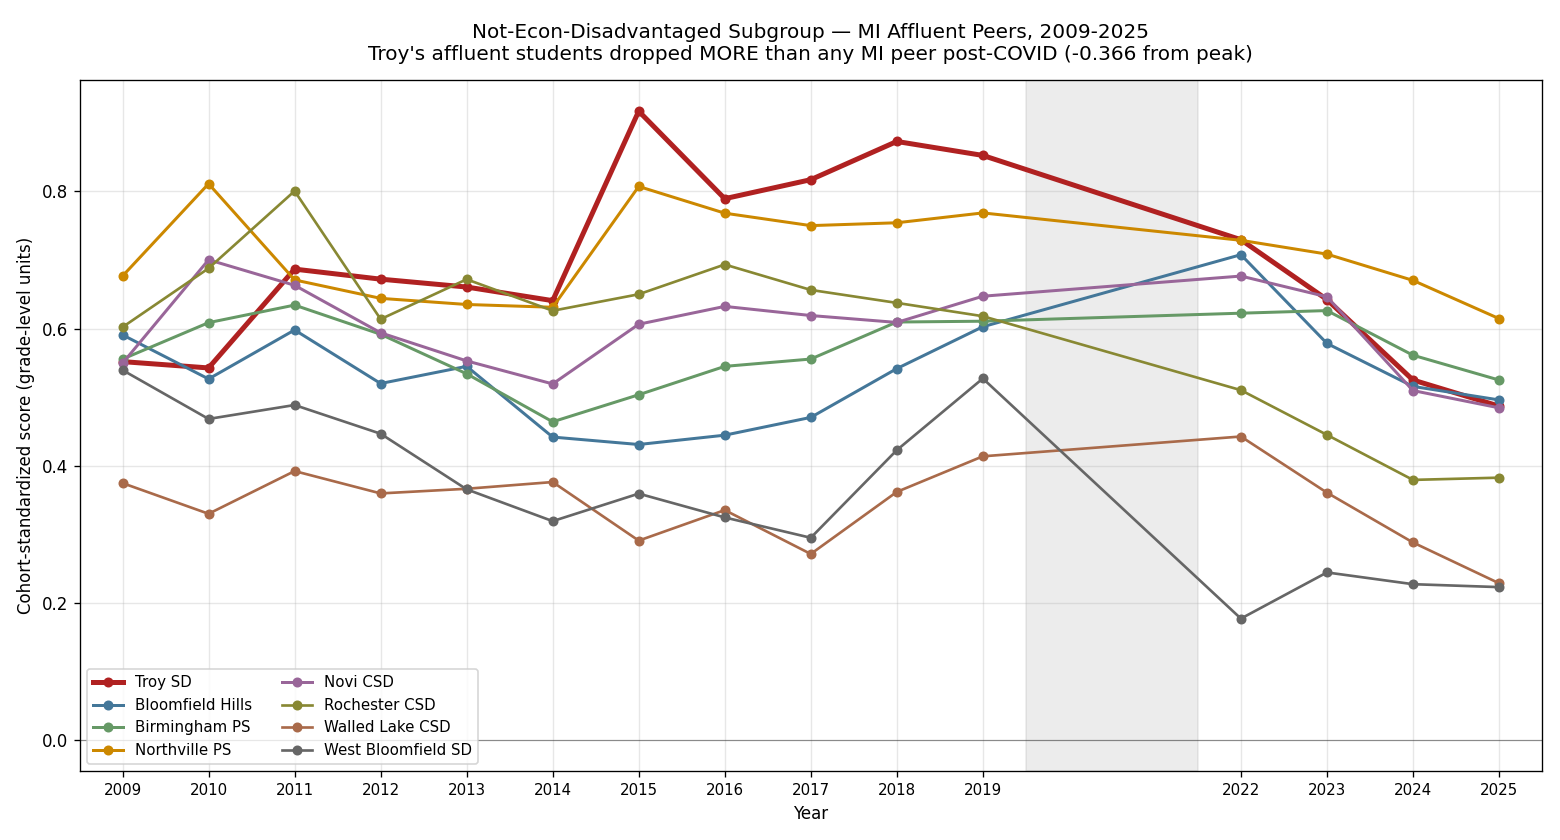 Not-Econ-Disadvantaged Subgroup — MI Affluent Peers, 2009-2025
Troy's affluent students dropped MORE than any MI peer post-COVID (-0.366 from peak)
Cohort-standardized score (grade-level units)
0.8
0.6
0.4
0.2
0.0
Troy SD
Bloomfield Hills
Birmingham PS
Northville PS
Novi CSD
Rochester CSD
Walled Lake CSD
West Bloomfield SD
2009 2010 2011 2012 2013 2014 2015 2016 2017 2018 2019 2022 2023 2024 2025
Year